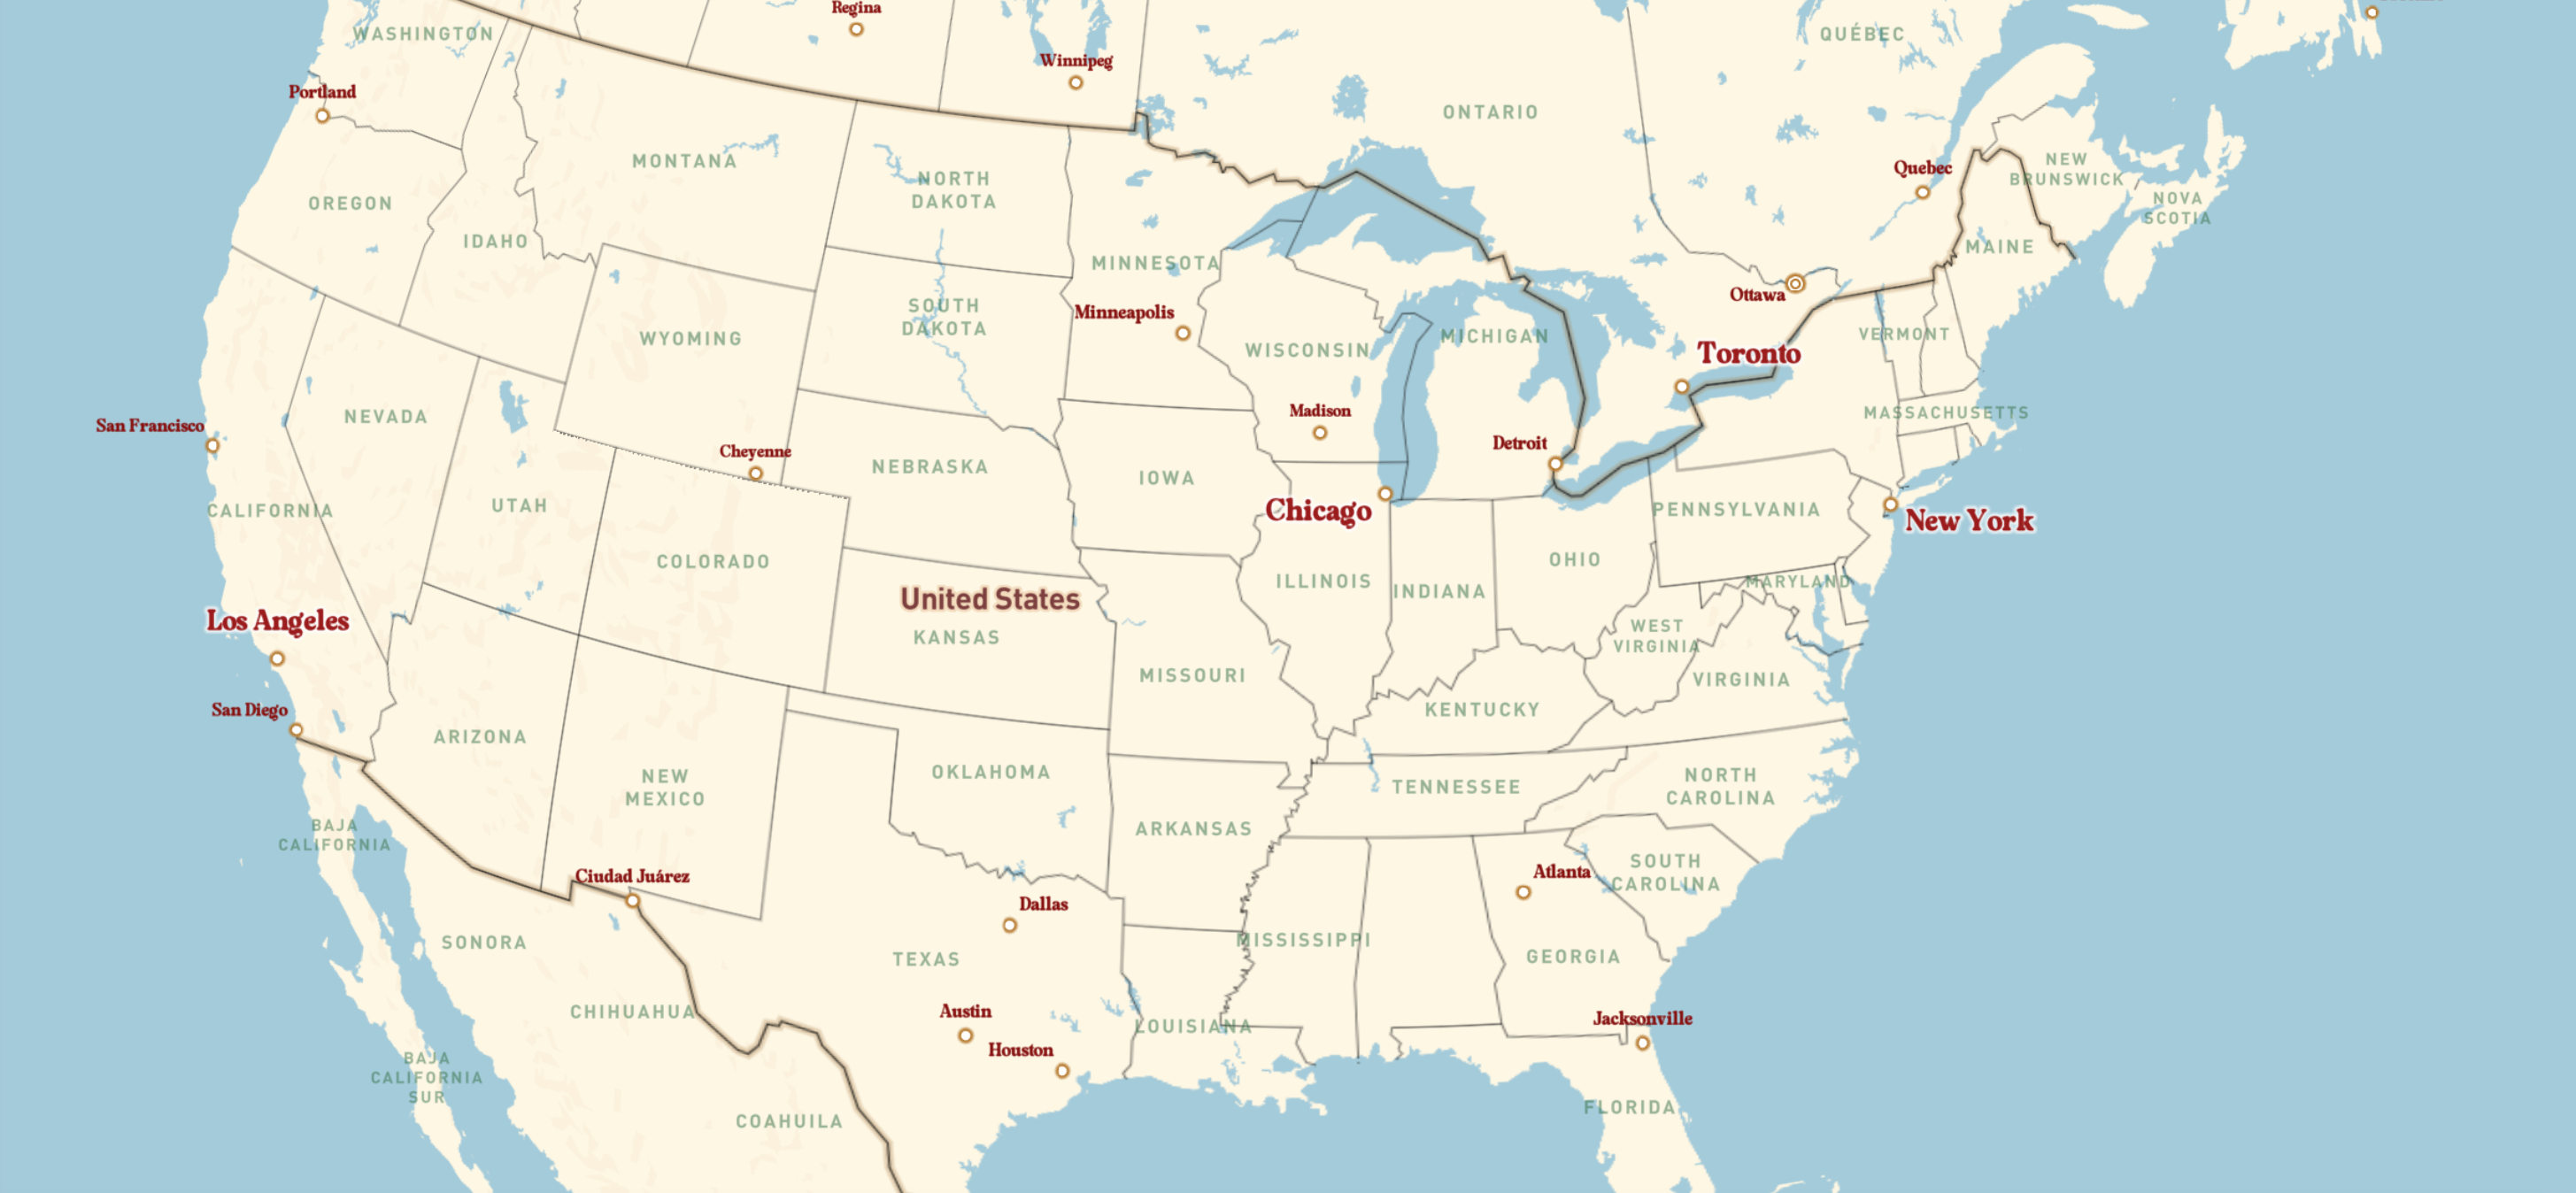 Regina
WASHINGTON
QUÉBEC
Winnipeg
Portland
ONTARIO
MONTANA
NEW
BRUNSWICK
Quebec
NORTH
DAKOTA
NOVA
SCOTIA
OREGON
IDAHO
MAINE
MINNESOTA
Ottawa
SOUTH
DAKOTA
Minneapolis
WYOMING
MICHIGAN
VERMONT
WISCONSIN
Toronto
NEVADA
Madison
MASSACHUSETTS
San Francisco
Cheyenne
Detroit
NEBRASKA
IOWA
CALIFORNIA
UTAH
Chicago
PENNSYLVANIA
New York
COLORADO
OHIO
ILLINOIS
INDIANA
MARYLAND
United States
Los Angeles
KANSAS
WEST
VIRGINIA
MISSOURI
VIRGINIA
San Diego
KENTUCKY
ARIZONA
OKLAHOMA
NEW
MEXICO
TENNESSEE
NORTH
CAROLINA
BAJA
CALIFORNIA
ARKANSAS
Ciudad Juárez
Atlanta
SOUTH
CAROLINA
Dallas
SONORA
MISSISSIPPI
TEXAS
GEORGIA
CHIHUAHUA
Austin
LOUISIANA
Jacksonville
Houston
BAJA
CALIFORNIA
SUR
COAHUILA
FLORIDA